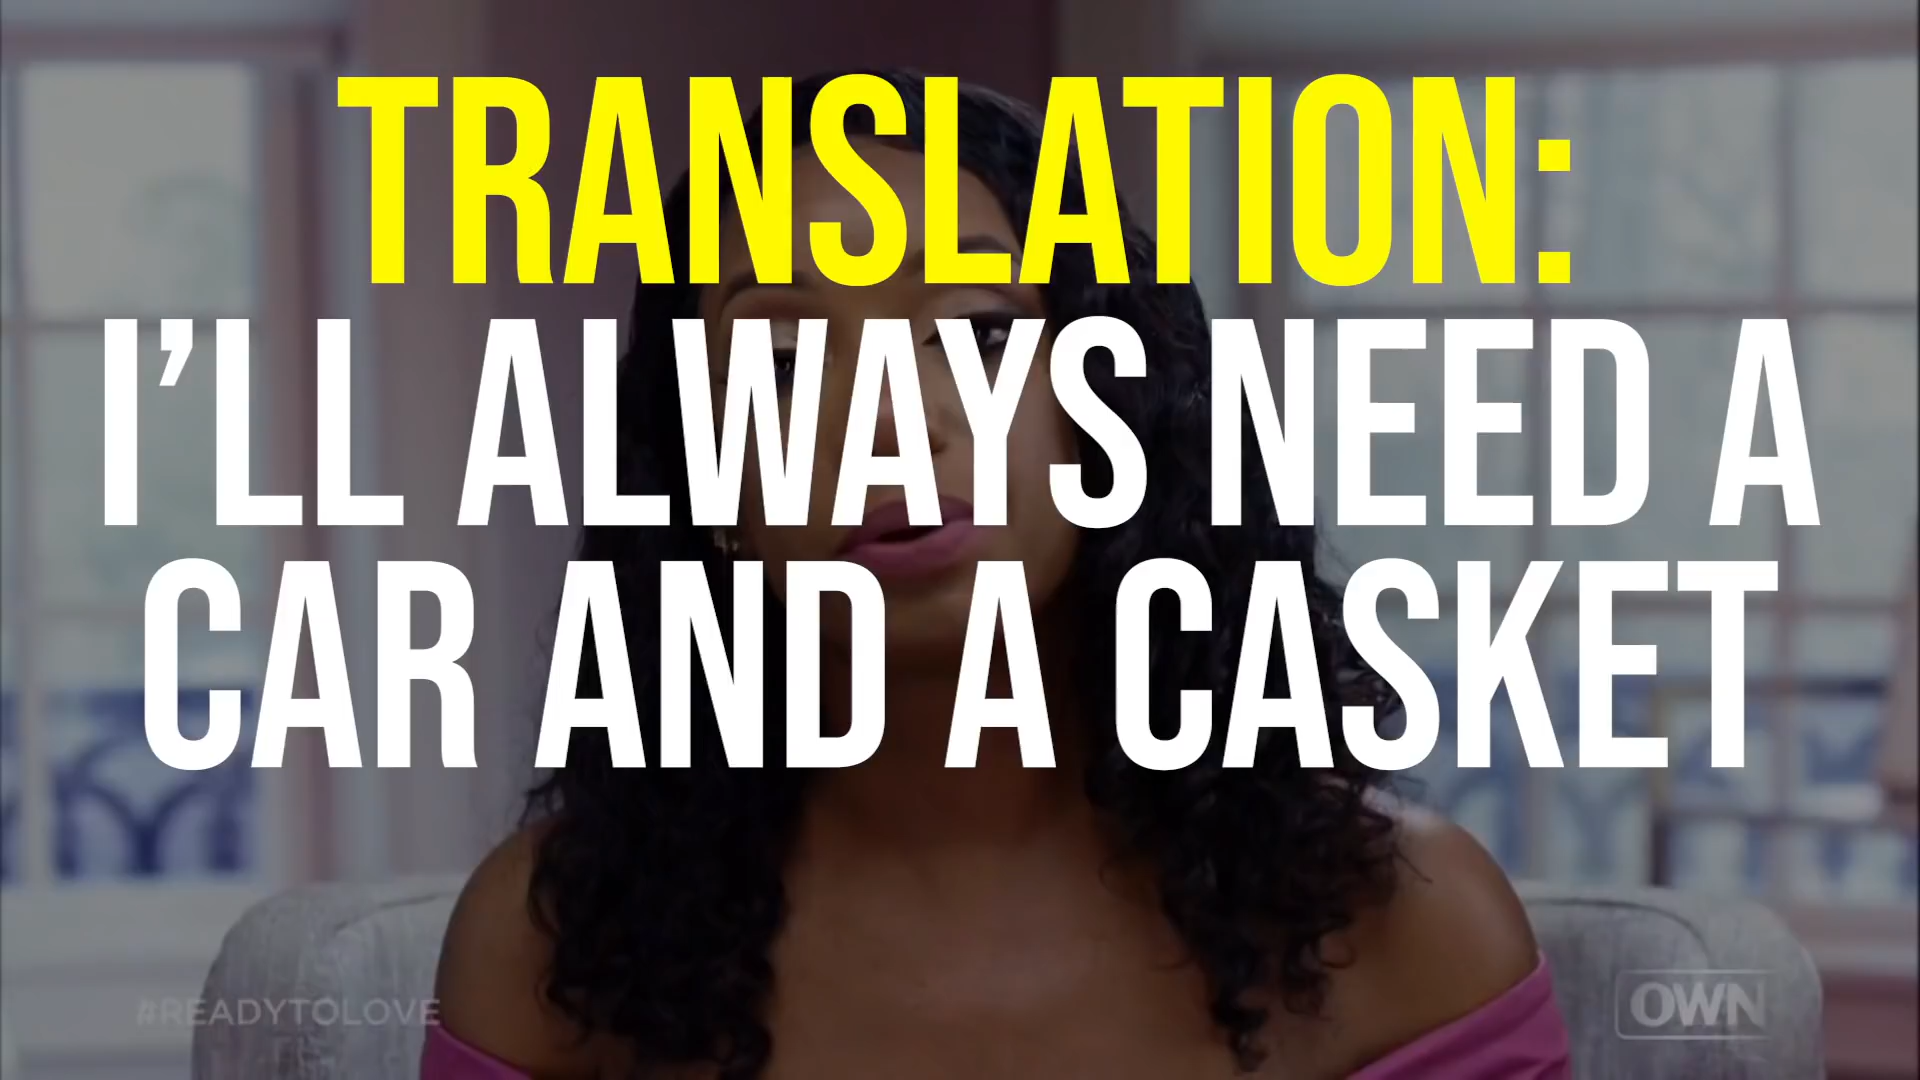 TRANSLATION:
I’LL ALWAYS NEED A
CAR AND A CASKET
#READYTOLOVE
OWN